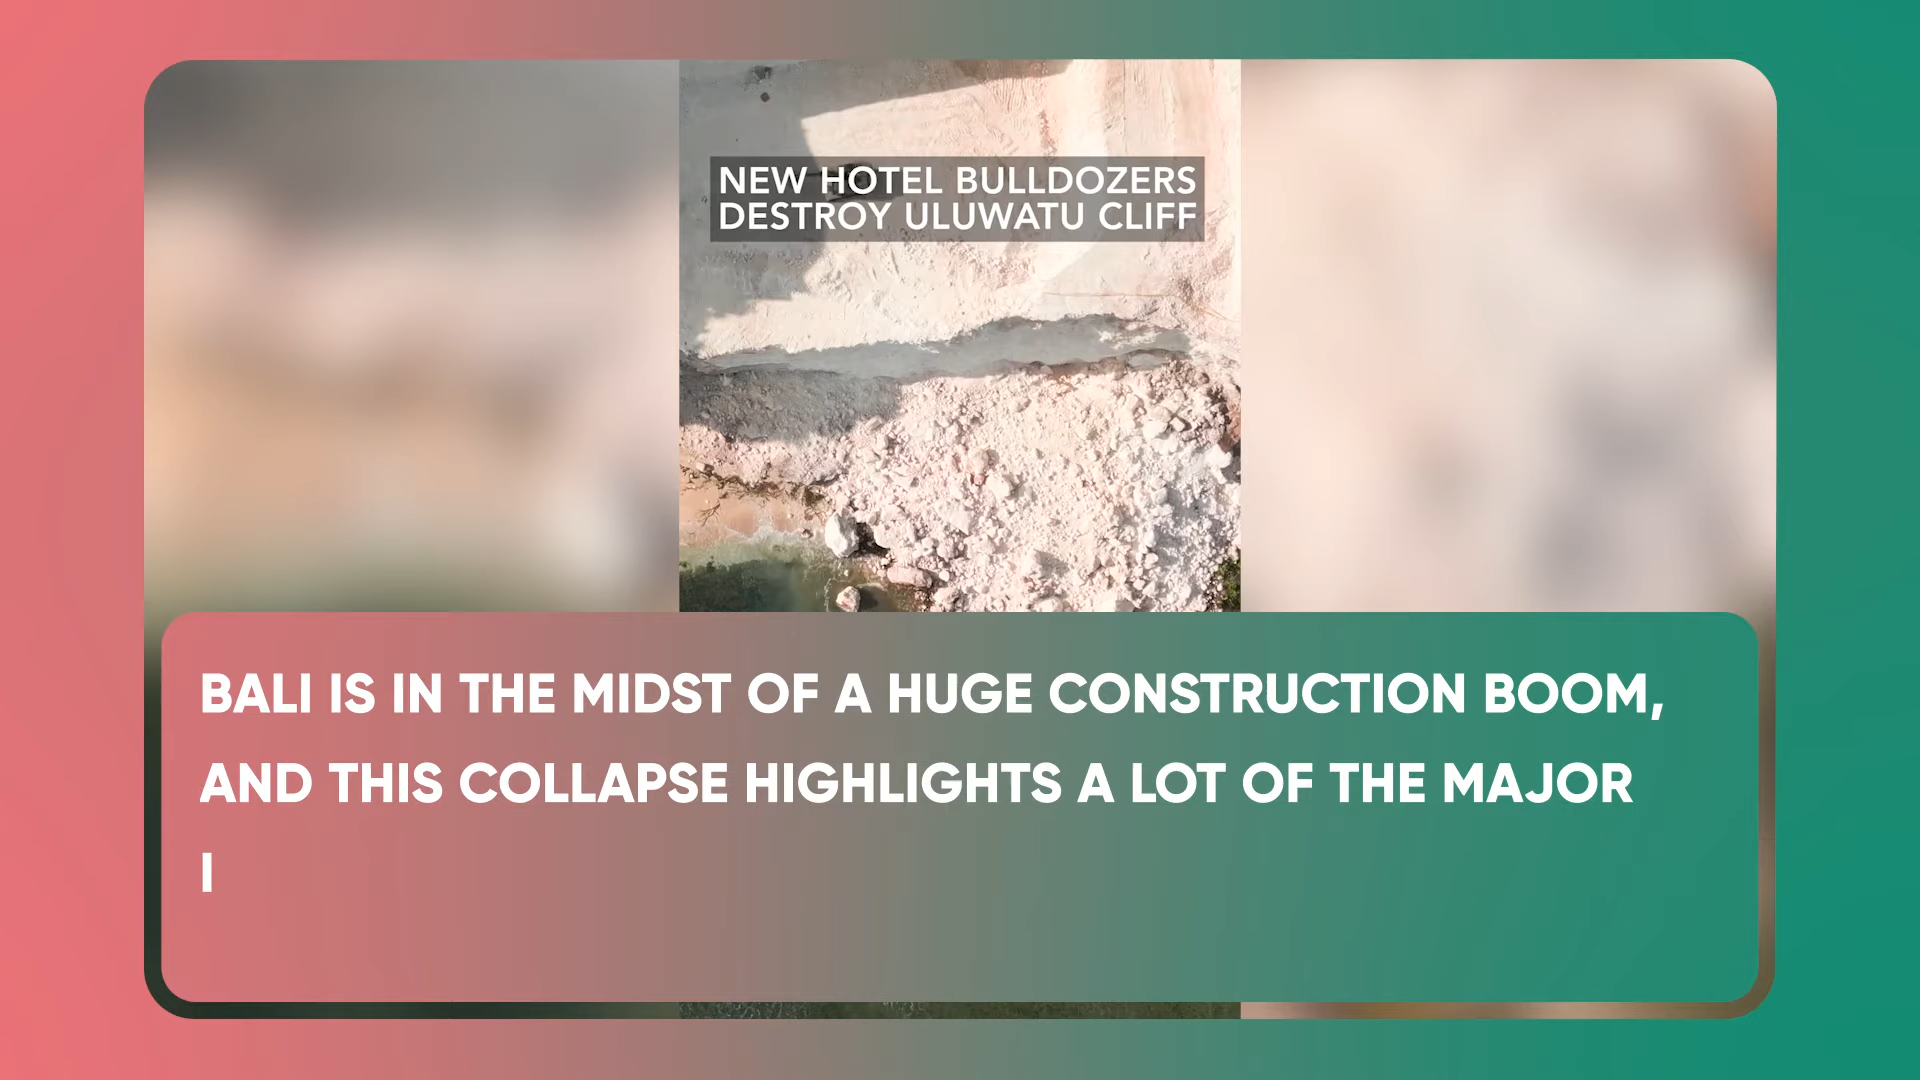 NEW HOTEL BULLDOZERS
DESTROY ULUWATU CLIFF
BALI IS IN THE MIDST OF A HUGE CONSTRUCTION BOOM,
AND THIS COLLAPSE HIGHLIGHTS A LOT OF THE MAJOR
I